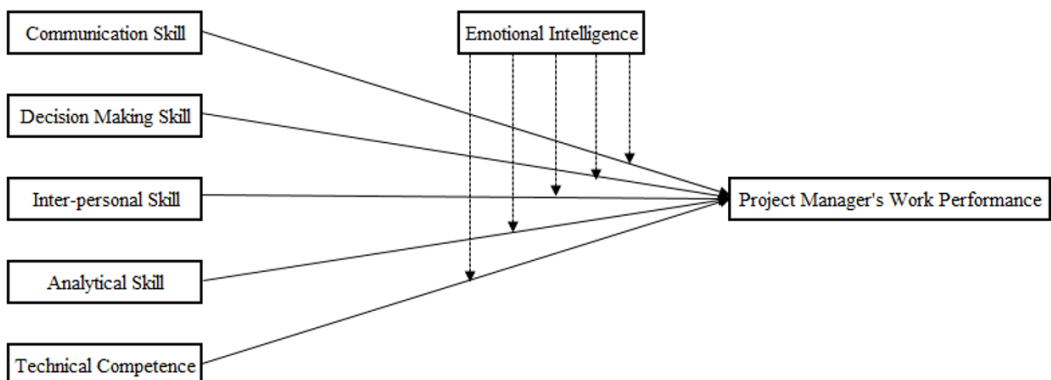 Communication Skill
Emotional Intelligence
Decision Making Skill
Inter-personal Skill
Project Manager's Work Performance
Analytical Skill
Technical Competence